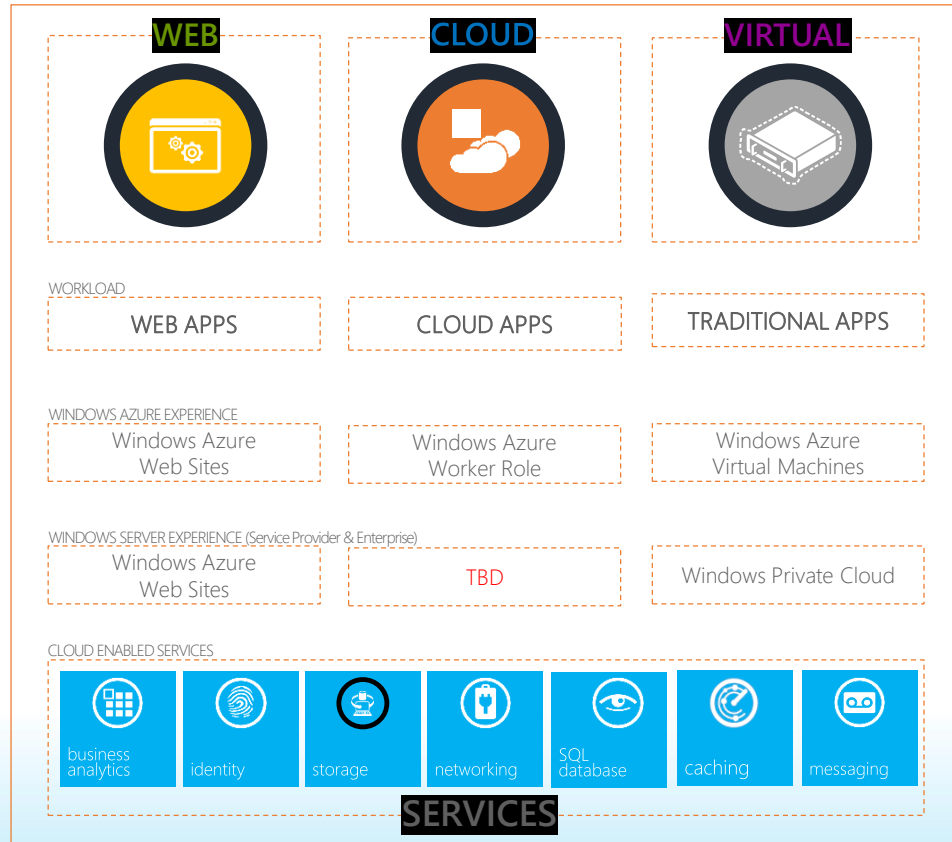 WEB
CLOUD
VIRTUAL
WORKLOAD
WEB APPS
CLOUD APPS
TRADITIONAL APPS
WINDOWS AZURE EXPERIENCE
Windows Azure
Web Sites
Windows Azure
Worker Role
Windows Azure
Virtual Machines
WINDOWS SERVER EXPERIENCE (Service Provider & Enterprise)
Windows Azure
Web Sites
TBD
Windows Private Cloud
CLOUD ENABLED SERVICES
business
analytics
identity
storage
networking
SQL
database
caching
messaging
SERVICES